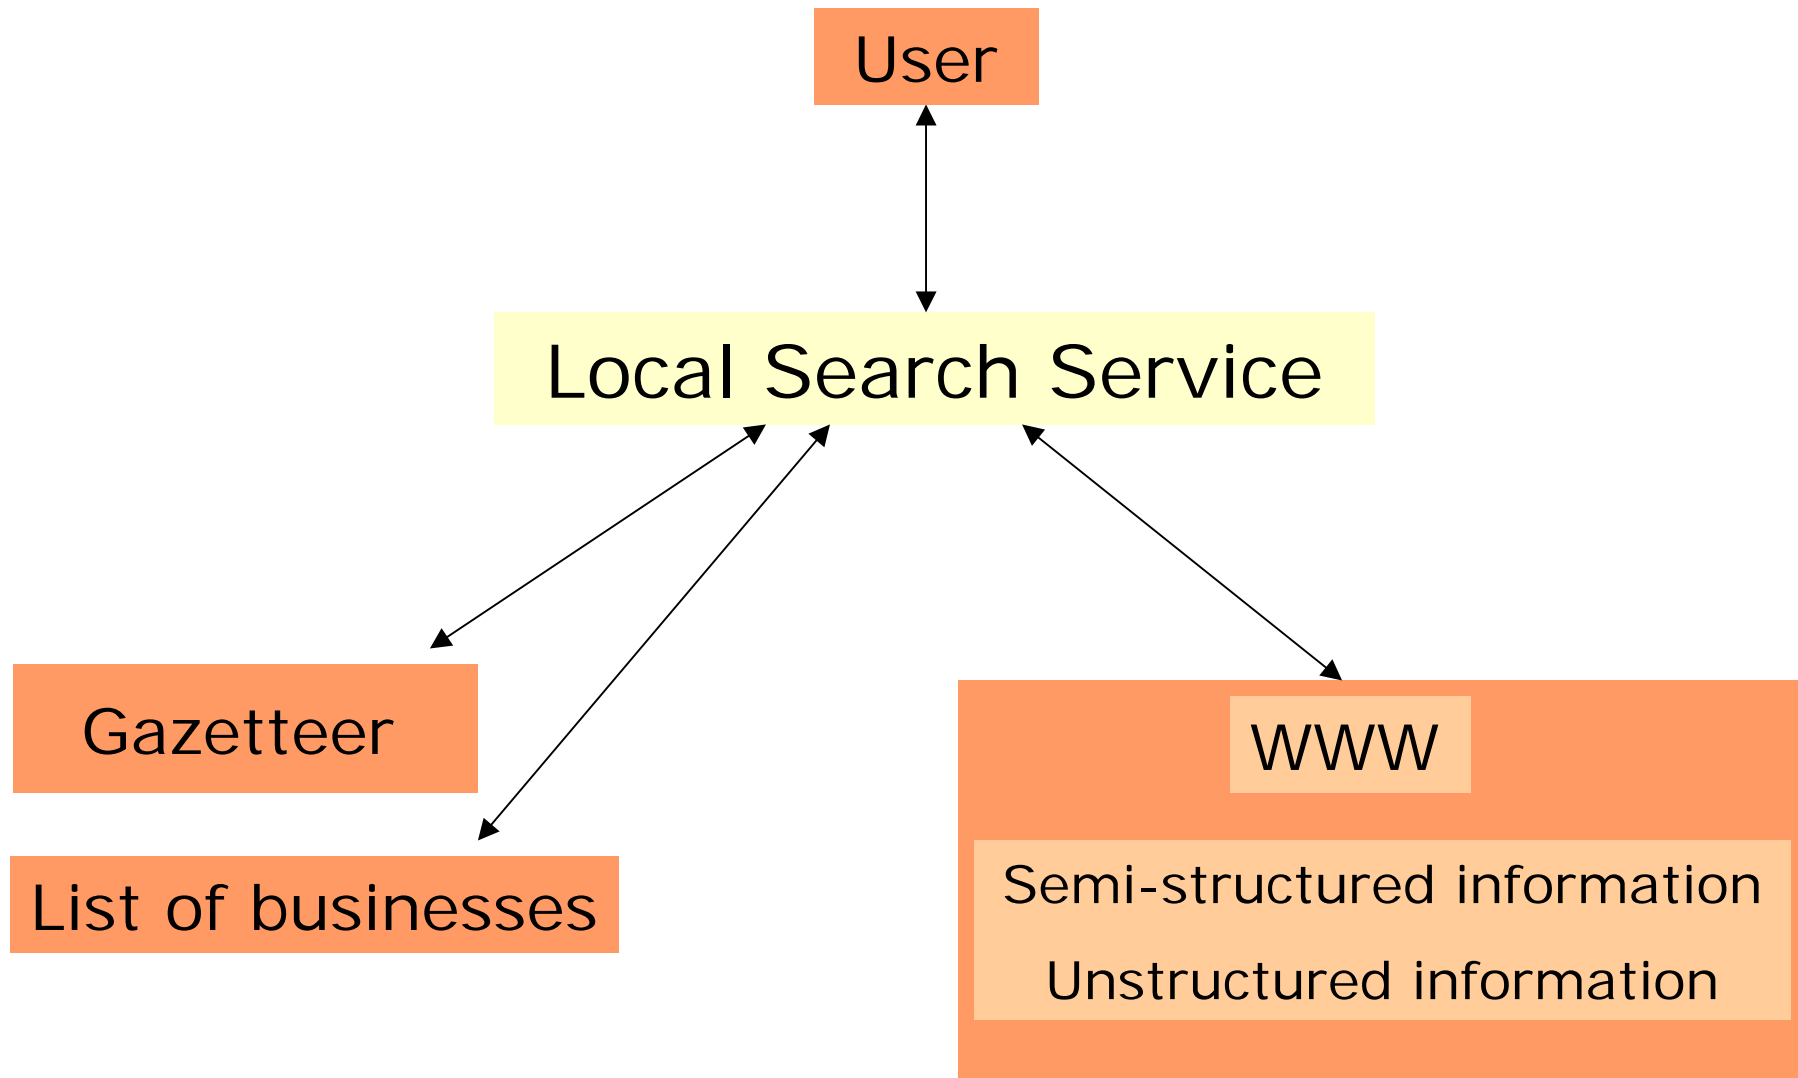 User
Local Search Service
Gazetteer
List of businesses
WWW
Semi-structured information
Unstructured information